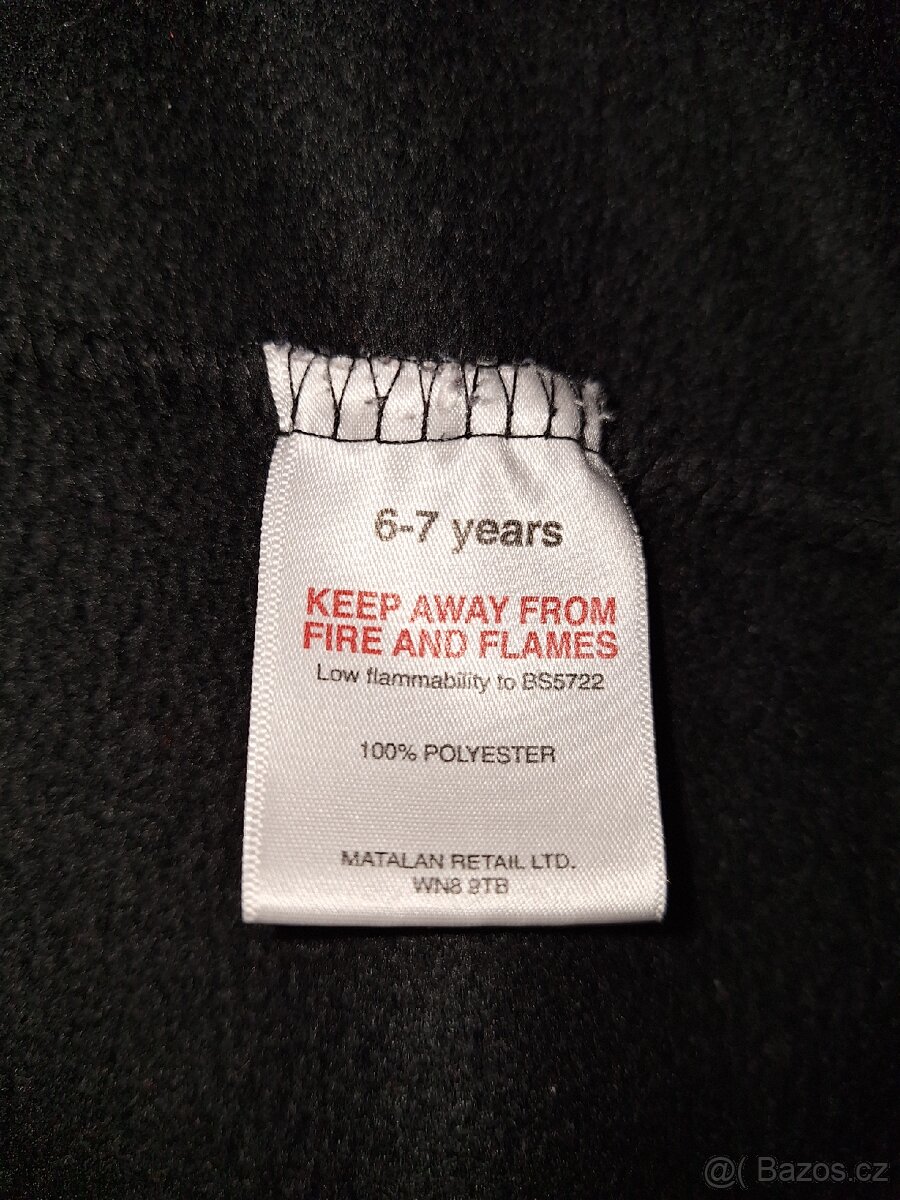 6-7 years
KEEP AWAY FROM
FIRE AND FLAMES
Low flammability to BS5722
100% POLYESTER
MATALAN RETAIL LTD.
WN8 9TB
@( Bazos.cz